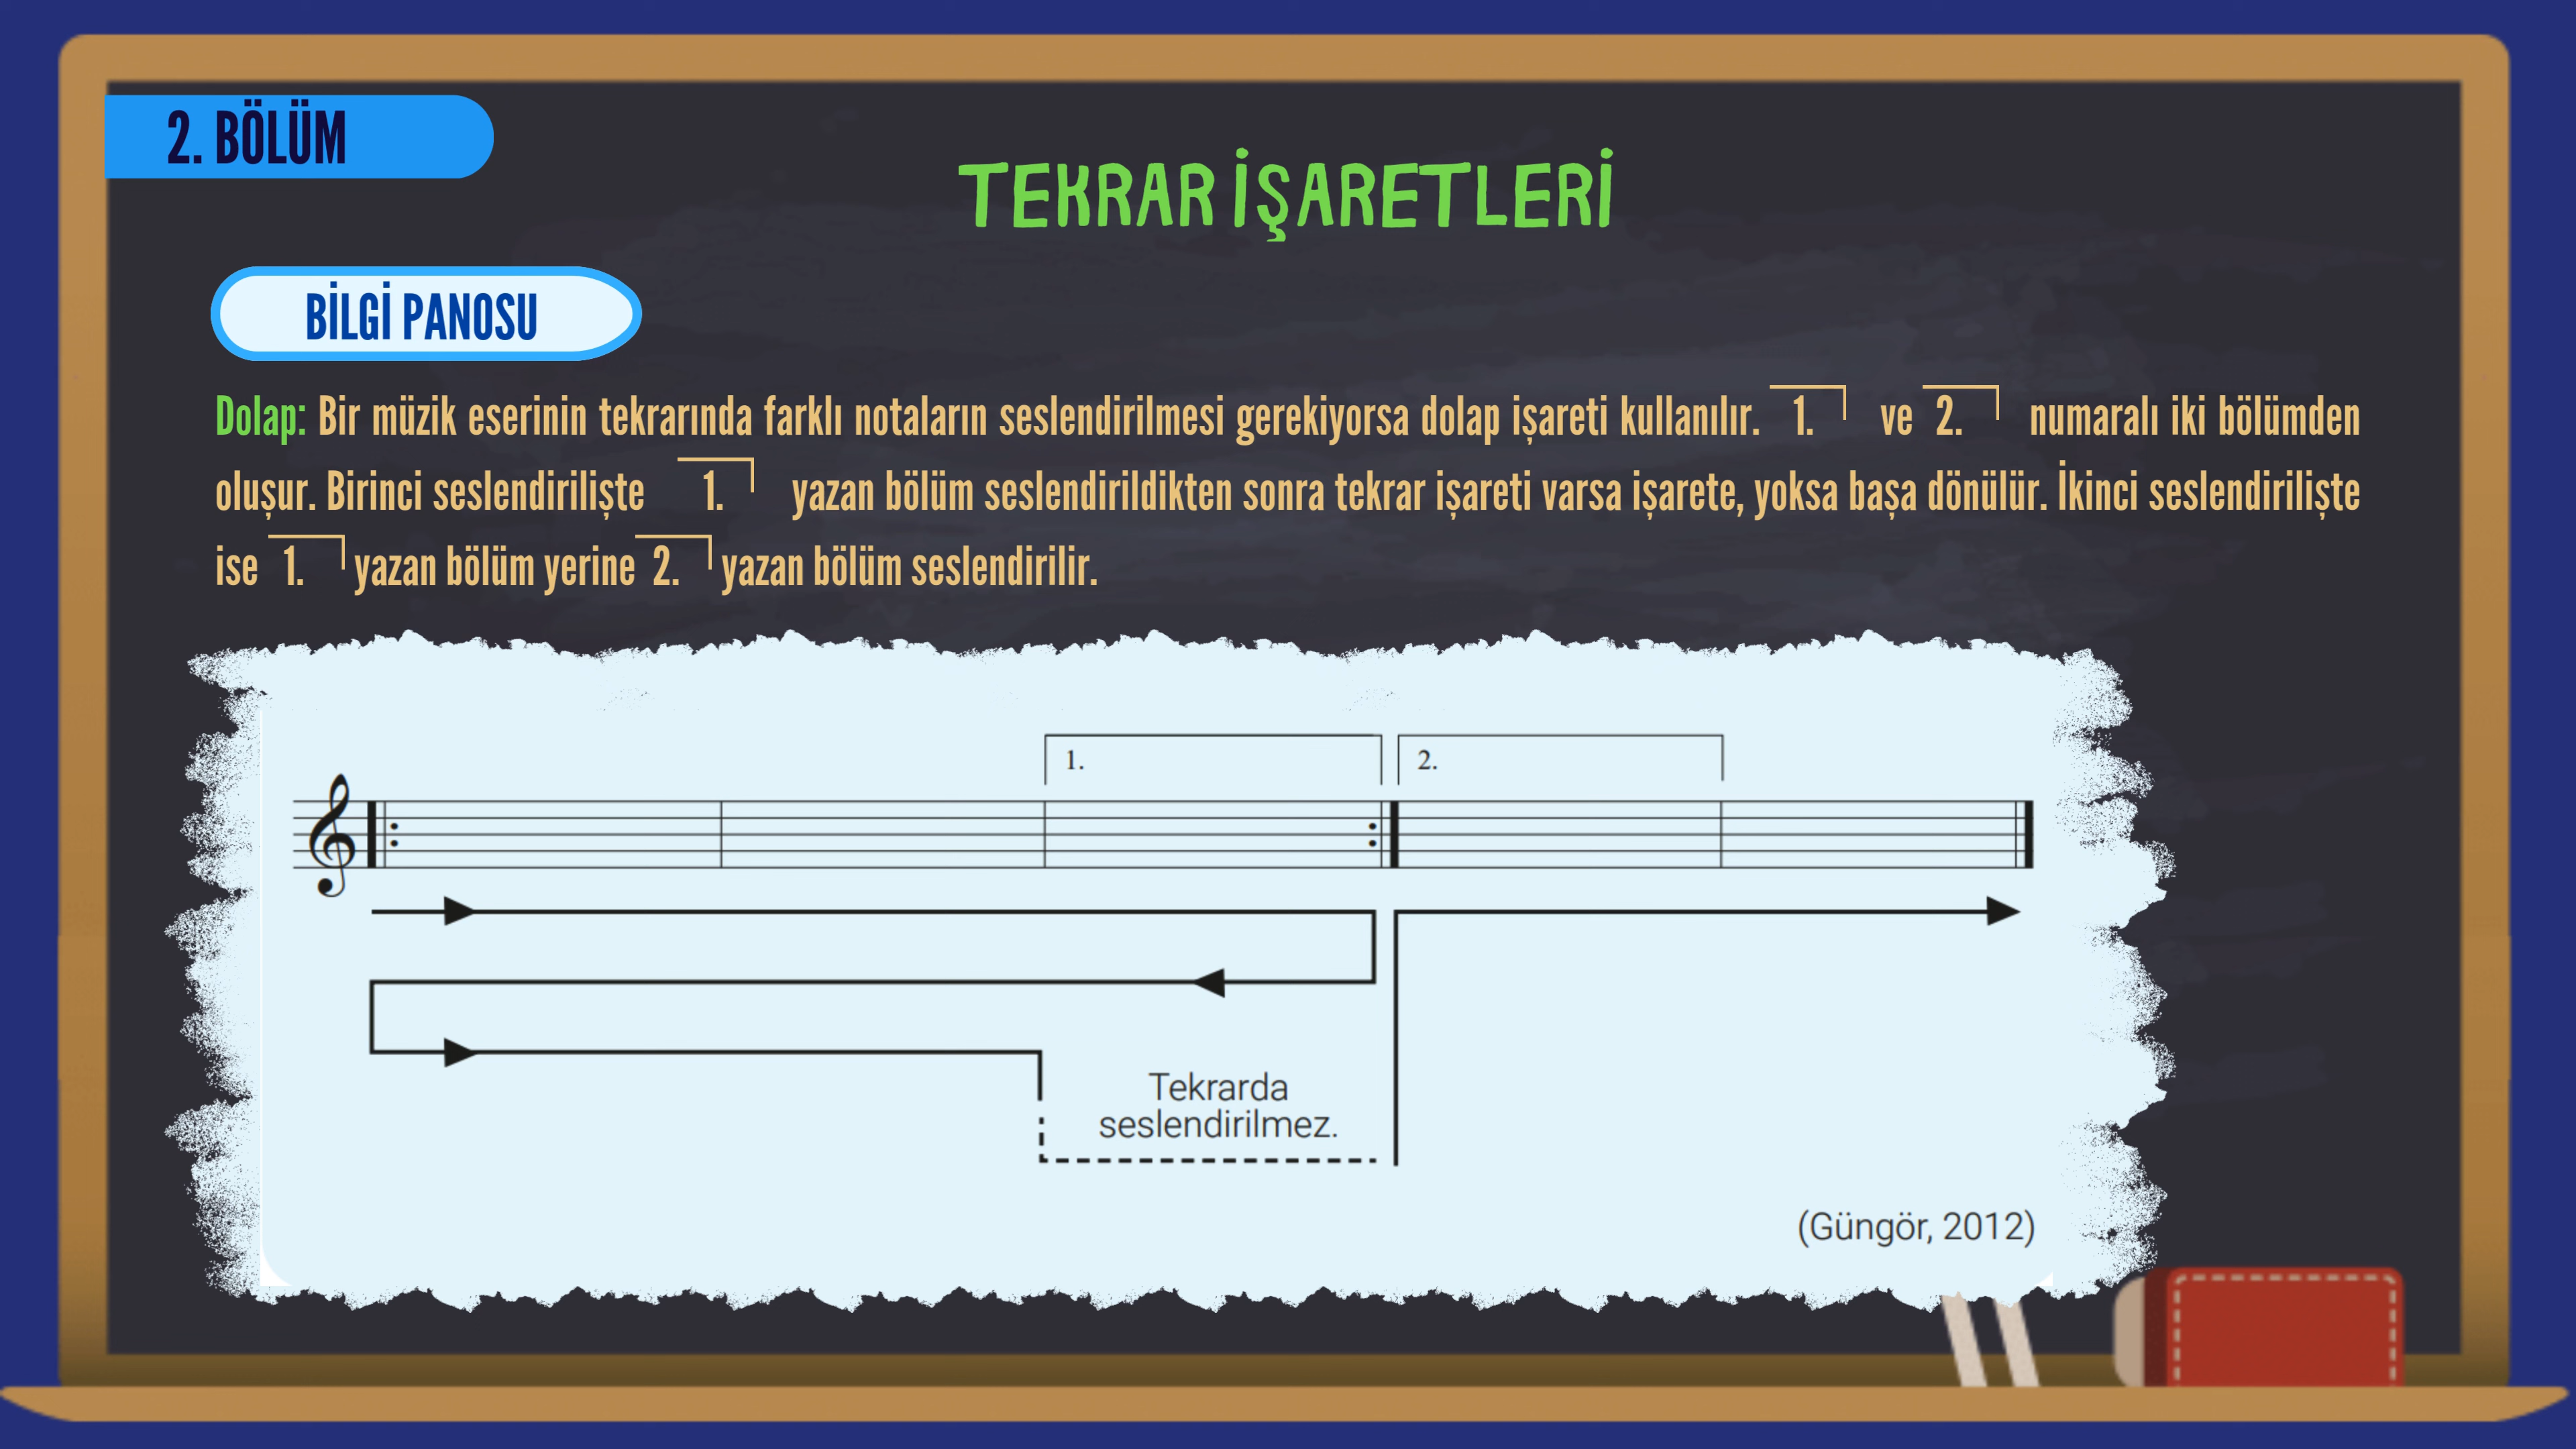 2. BÖLÜM
TEKRAR İŞARETLERİ
BİLGİ PANOSU
Dolap: Bir müzik eserinin tekrarında farklı notaların seslendirilmesi gerekiyorsa dolap işareti kullanılır. 1. ve 2. numaralı iki bölümden
oluşur. Birinci seslendirilişte 1. yazan bölüm seslendirildikten sonra tekrar işareti varsa işarete, yoksa başa dönülür. İkinci seslendirilişte
ise 1. yazan bölüm yerine 2. yazan bölüm seslendirilir.
1. 2.
Tekrarda
seslendirilmez.
(Güngör, 2012)